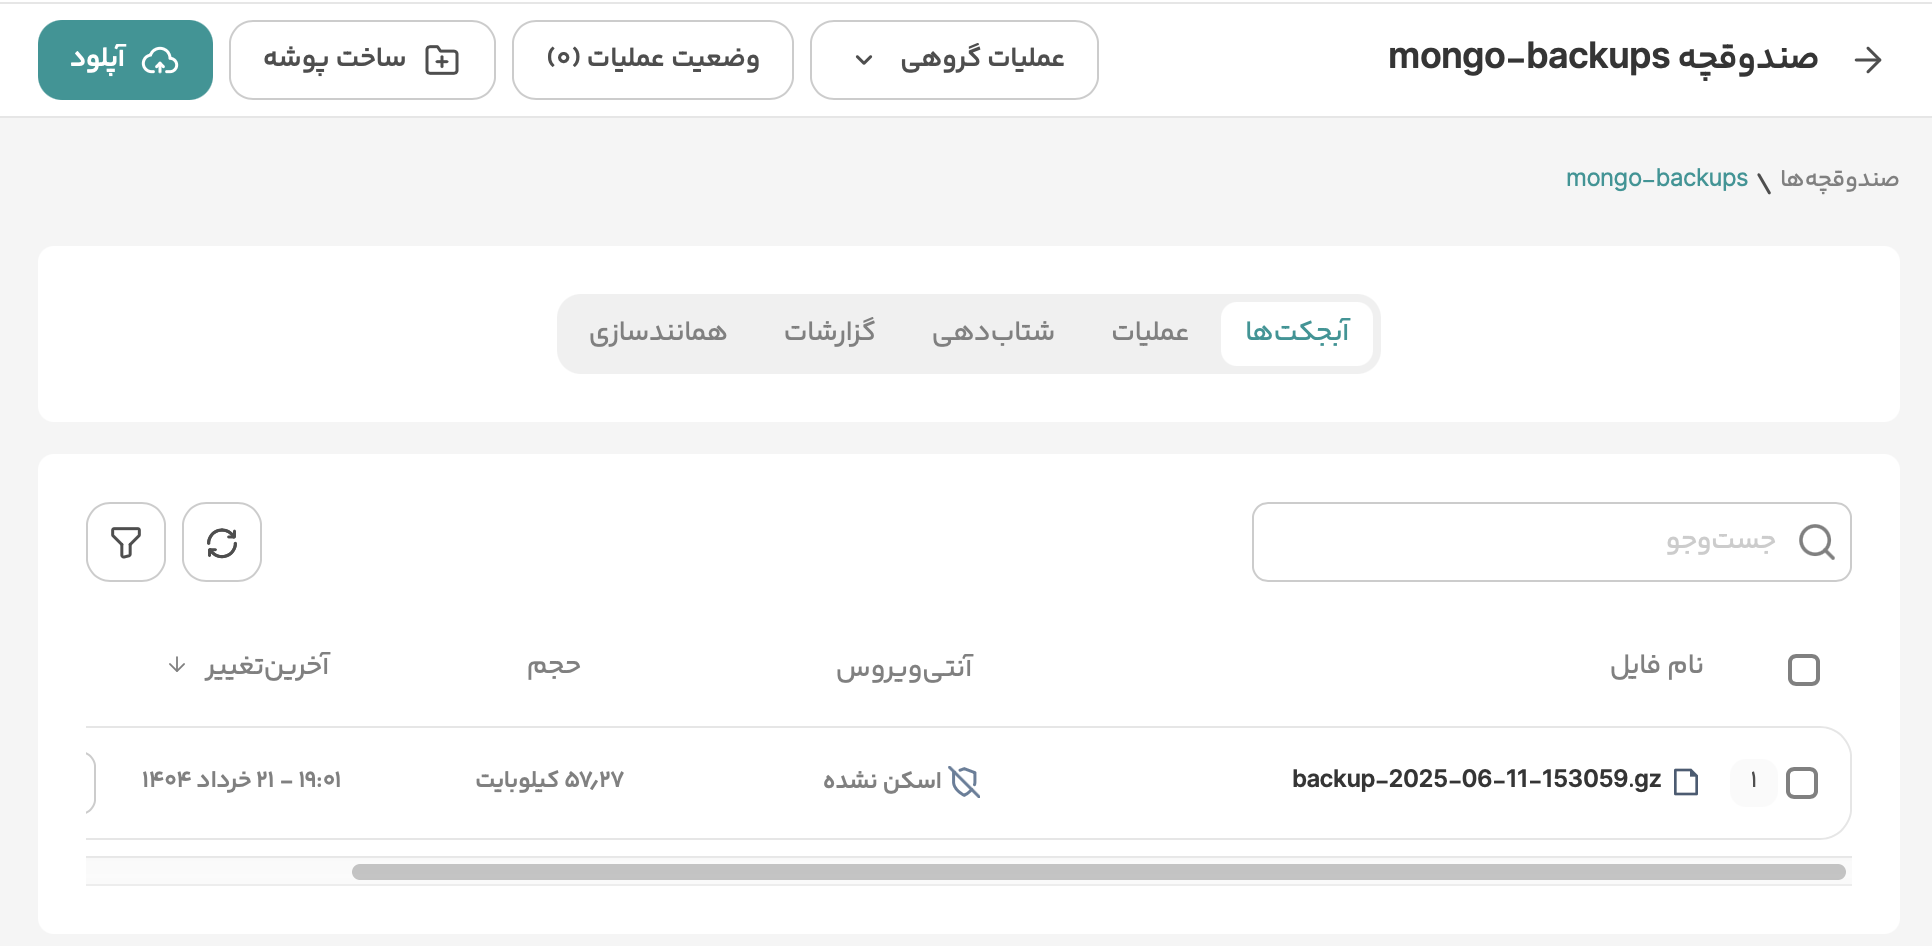 صندوقچه mongo-backups
عملیات گروهی
وضعیت عملیات (۰)
ساخت پوشه
آپلود
صندوقچه‌ها \ mongo-backups
آبجکت‌ها
عملیات
شتاب‌دهی
گزارشات
همانندسازی
جست‌وجو
نام فایل
آنتی‌ویروس
حجم
آخرین‌تغییر
۱
backup-2025-06-11-153059.gz
اسکن نشده
۵۷٫۲۷ کیلوبایت
۱۹:۰۱ - ۲۱ خرداد ۱۴۰۴